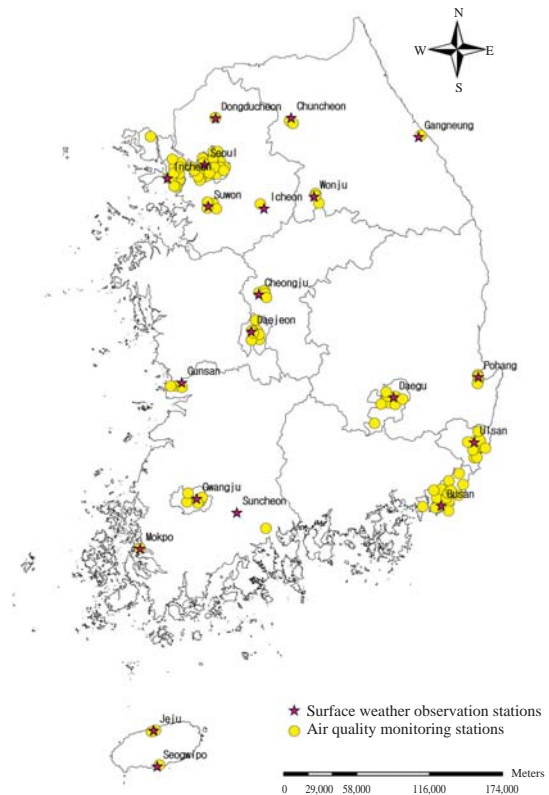 N
W E
S
Dongducheon
Chuncheon
Gangneung
Seoul
Incheon
Wonju
Suwon
Icheon
Cheongju
Daejeon
Gunsan
Pohang
Daegu
Ulsan
Gwangju
Suncheon
Busan
Mokpo
Jeju
Seogwipo
Surface weather observation stations
Air quality monitoring stations
Meters
0 29,000 58,000 116,000 174,000